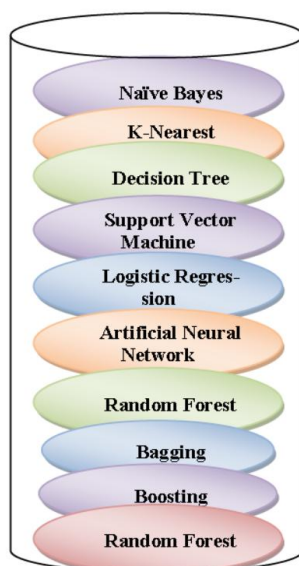 Naïve Bayes
K-Nearest
Decision Tree
Support Vector
Machine
Logistic Regres-
sion
Artificial Neural
Network
Random Forest
Bagging
Boosting
Random Forest